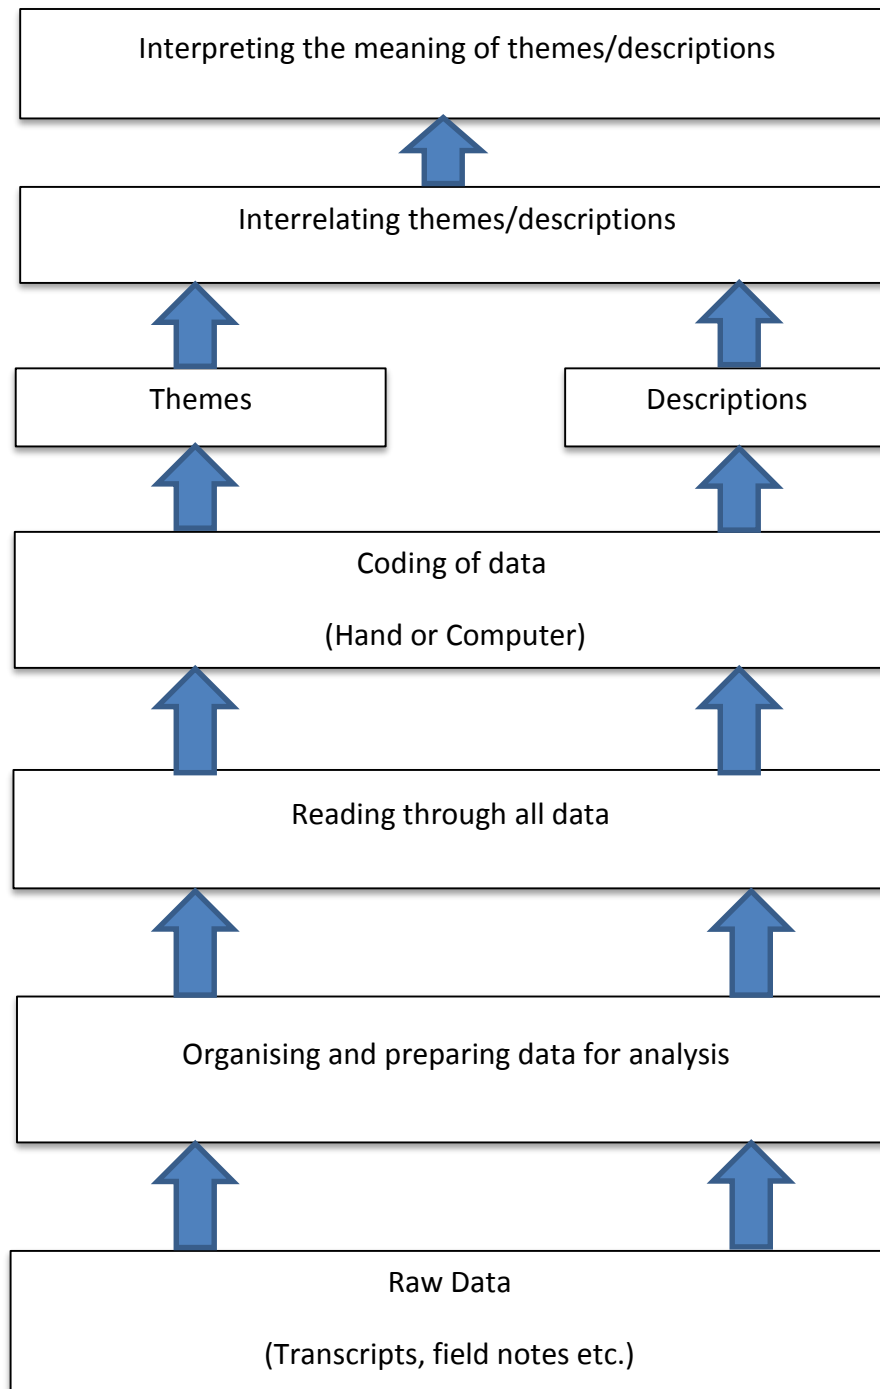 Interpreting the meaning of themes/descriptions
Interrelating themes/descriptions
Themes
Descriptions
Coding of data
(Hand or Computer)
Reading through all data
Organising and preparing data for analysis
Raw Data
(Transcripts, field notes etc.)